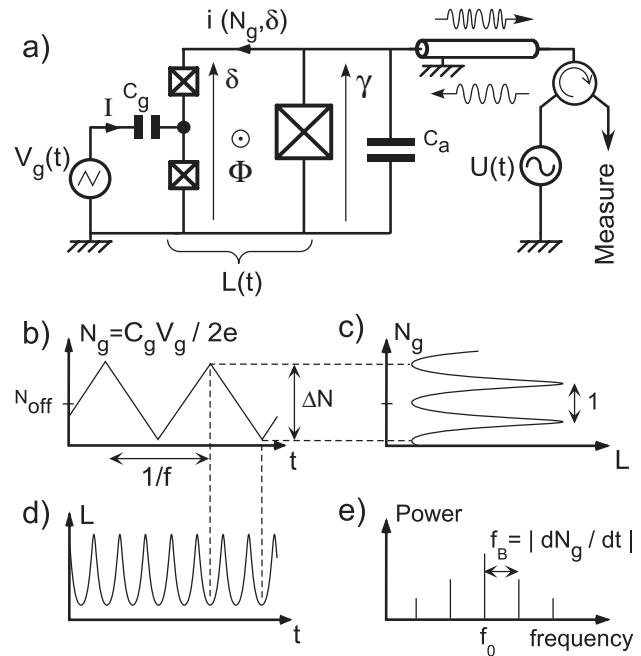 a)
i (N_g,δ)
I
C_g
V_g(t)
δ
Φ
γ
C_a
U(t)
Measure
L(t)
b)
N_g=C_gV_g / 2e
N_off
ΔN
1/f
t
c)
N_g
1
L
d)
L
t
e)
Power
f_B=| dN_g / dt |
f_0
frequency